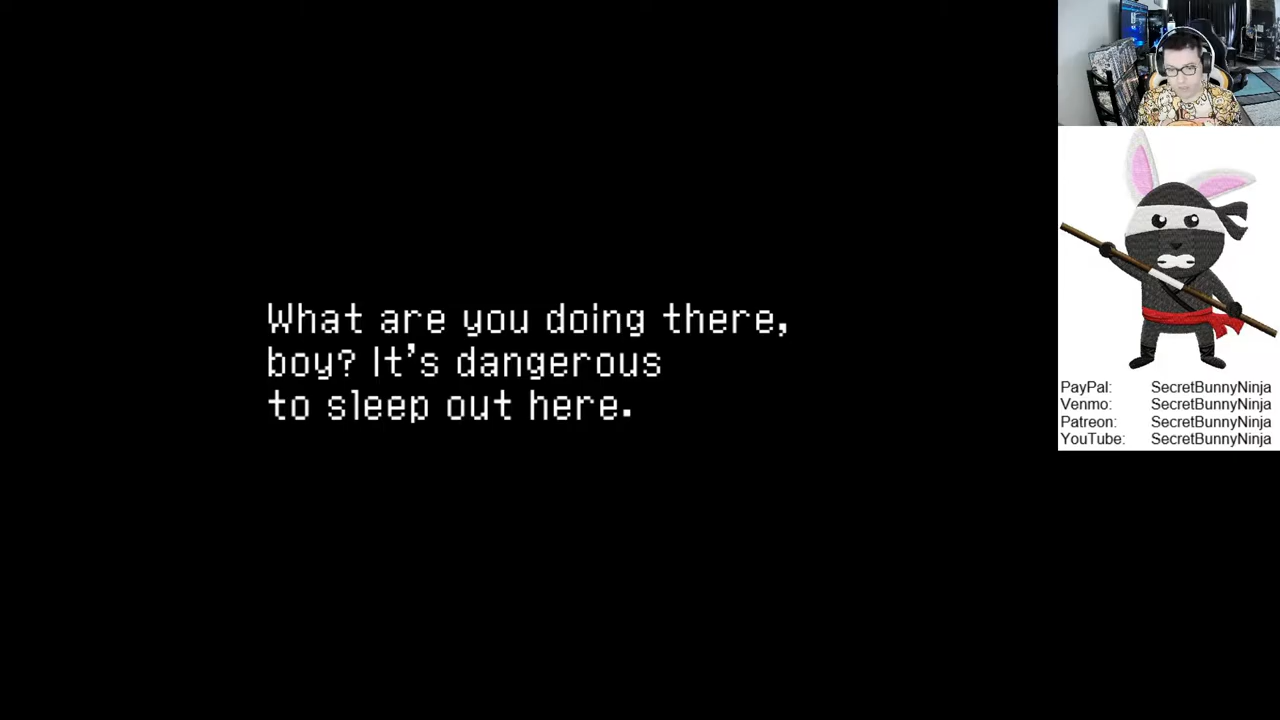 What are you doing there,
boy? It's dangerous
to sleep out here.
PayPal: SecretBunnyNinja
Venmo: SecretBunnyNinja
Patreon: SecretBunnyNinja
YouTube: SecretBunnyNinja